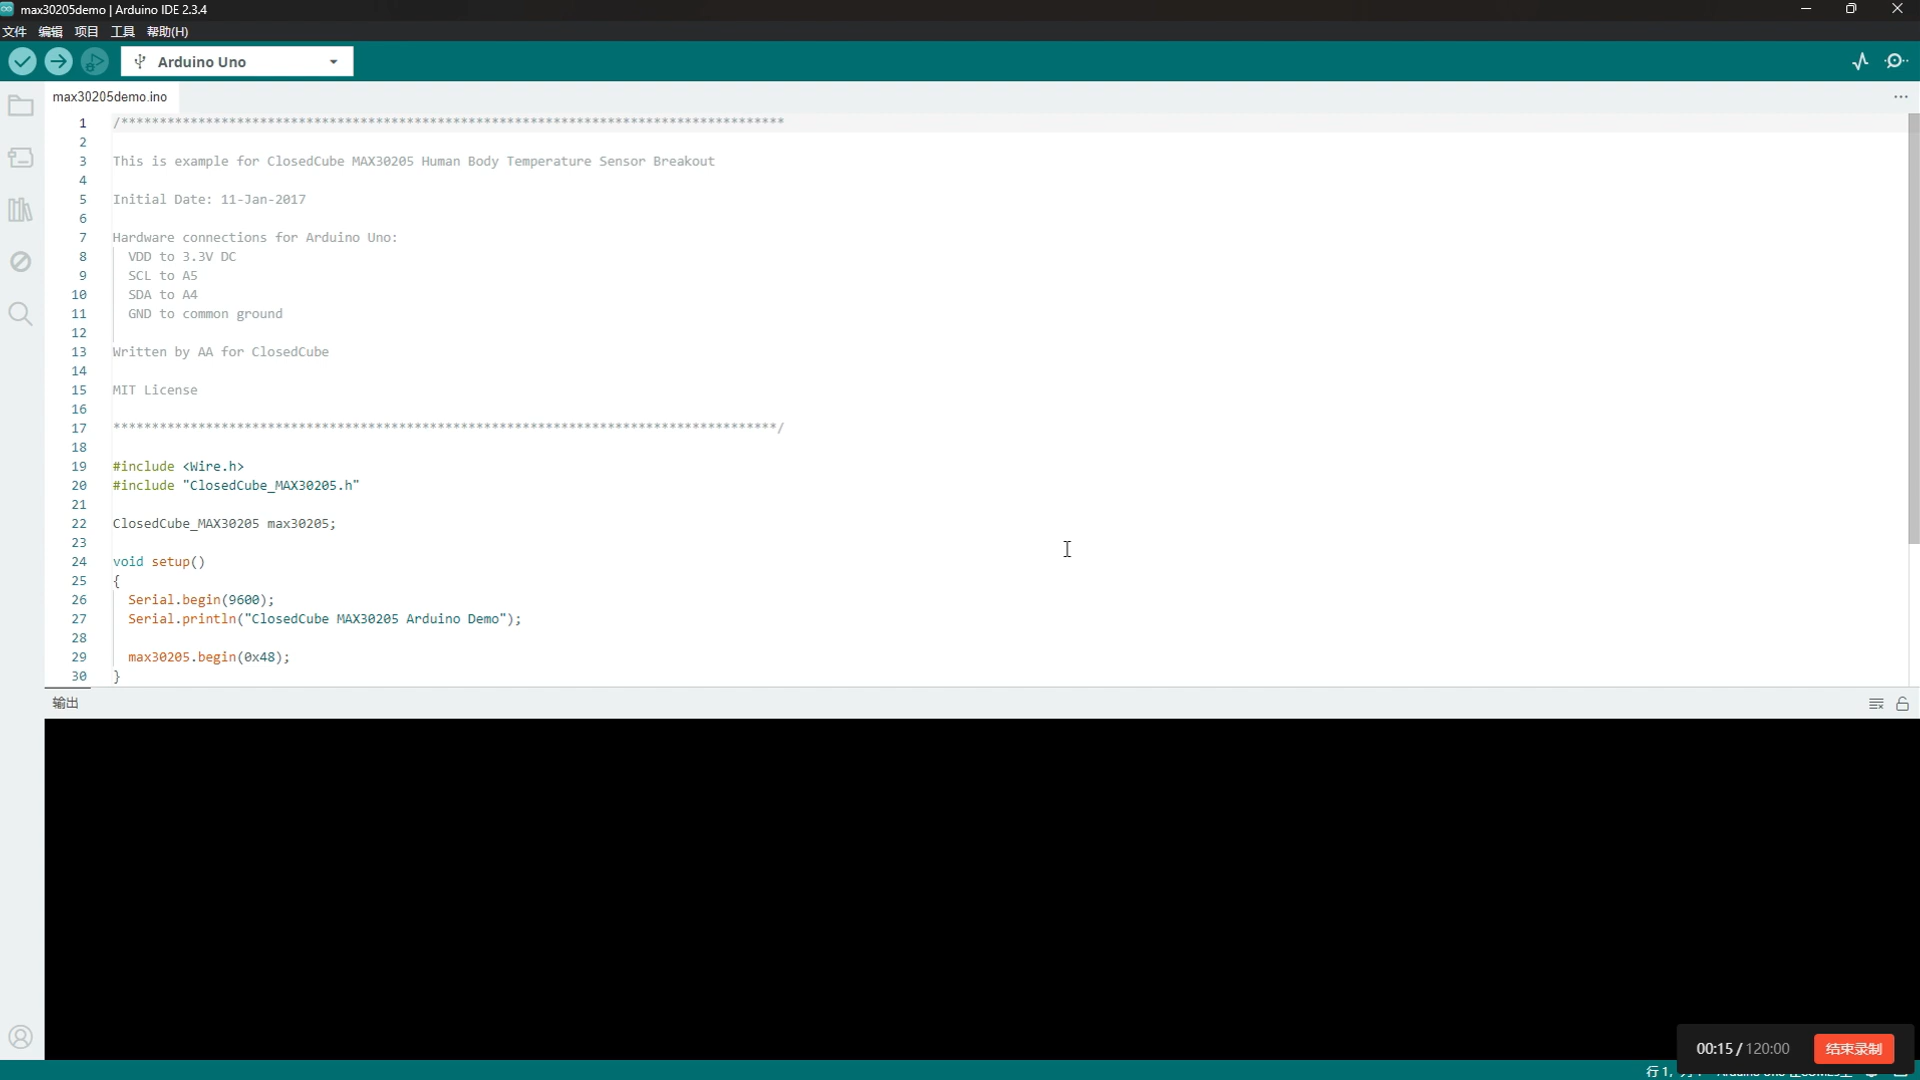 max30205demo | Arduino IDE 2.3.4
文件 编辑 项目 工具 帮助(H)
Arduino Uno
max30205demo.ino
1 /*************************************************************************************
2
3 This is example for ClosedCube MAX30205 Human Body Temperature Sensor Breakout
4
5 Initial Date: 11-Jan-2017
6
7 Hardware connections for Arduino Uno:
8 VDD to 3.3V DC
9 SCL to A5
10 SDA to A4
11 GND to common ground
12
13 Written by AA for ClosedCube
14
15 MIT License
16
17 **************************************************************************************/
18
19 #include <Wire.h>
20 #include "ClosedCube_MAX30205.h"
21
22 ClosedCube_MAX30205 max30205;
23
24 void setup()
25 {
26 Serial.begin(9600);
27 Serial.println("ClosedCube MAX30205 Arduino Demo");
28
29 max30205.begin(0x48);
30 }
输出
00:15 / 120:00 结束录制
行 1,